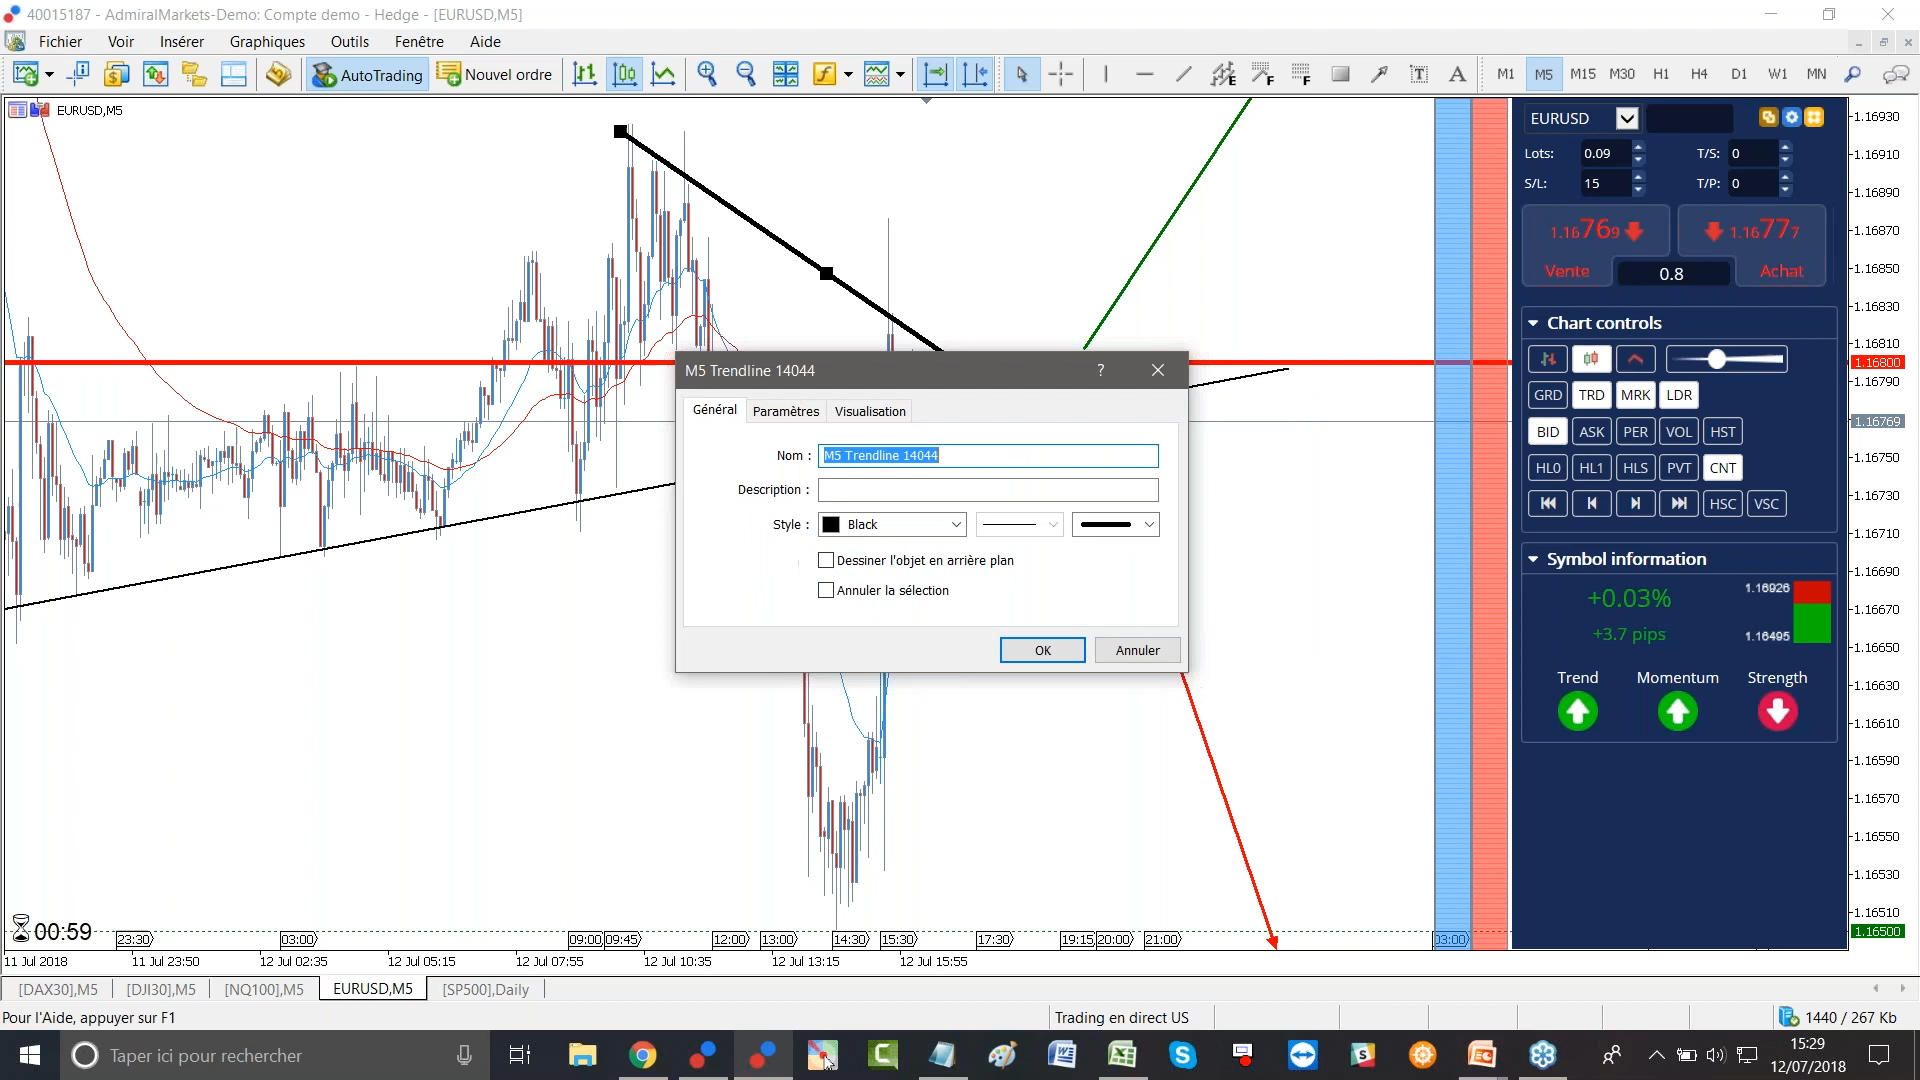 40015187 - AdmiralMarkets-Demo: Compte demo - Hedge - [EURUSD,M5]
Fichier Voir Insérer Graphiques Outils Fenêtre Aide
AutoTrading Nouvel ordre M1 M5 M15 M30 H1 H4 D1 W1 MN
EURUSD,M5
EURUSD
Lots: 0.09 T/S: 0
S/L: 15 T/P: 0
1.16769 1.16777
Vente 0.8 Achat
Chart controls
GRD TRD MRK LDR
BID ASK PER VOL HST
HL0 HL1 HLS PVT CNT
HSC VSC
Symbol information
+0.03% 1.16926
+3.7 pips 1.16495
Trend Momentum Strength
1.16930
1.16910
1.16890
1.16870
1.16850
1.16830
1.16810
1.16800
1.16790
1.16769
1.16750
1.16730
1.16710
1.16690
1.16670
1.16650
1.16630
1.16610
1.16590
1.16570
1.16550
1.16530
1.16510
1.16500
M5 Trendline 14044 ?
Général Paramètres Visualisation
Nom : M5 Trendline 14044
Description :
Style : Black
Dessiner l'objet en arrière plan
Annuler la sélection
OK Annuler
00:59
23:30 03:00 09:00 09:45 12:00 13:00 14:30 15:30 17:30 19:15 20:00 21:00 03:00
11 Jul 2018 11 Jul 23:50 12 Jul 02:35 12 Jul 05:15 12 Jul 07:55 12 Jul 10:35 12 Jul 13:15 12 Jul 15:55
[DAX30],M5 [DJI30],M5 [NQ100],M5 EURUSD,M5 [SP500],Daily
Pour l'Aide, appuyer sur F1 Trading en direct US 1440 / 267 Kb
Taper ici pour rechercher
15:29
12/07/2018